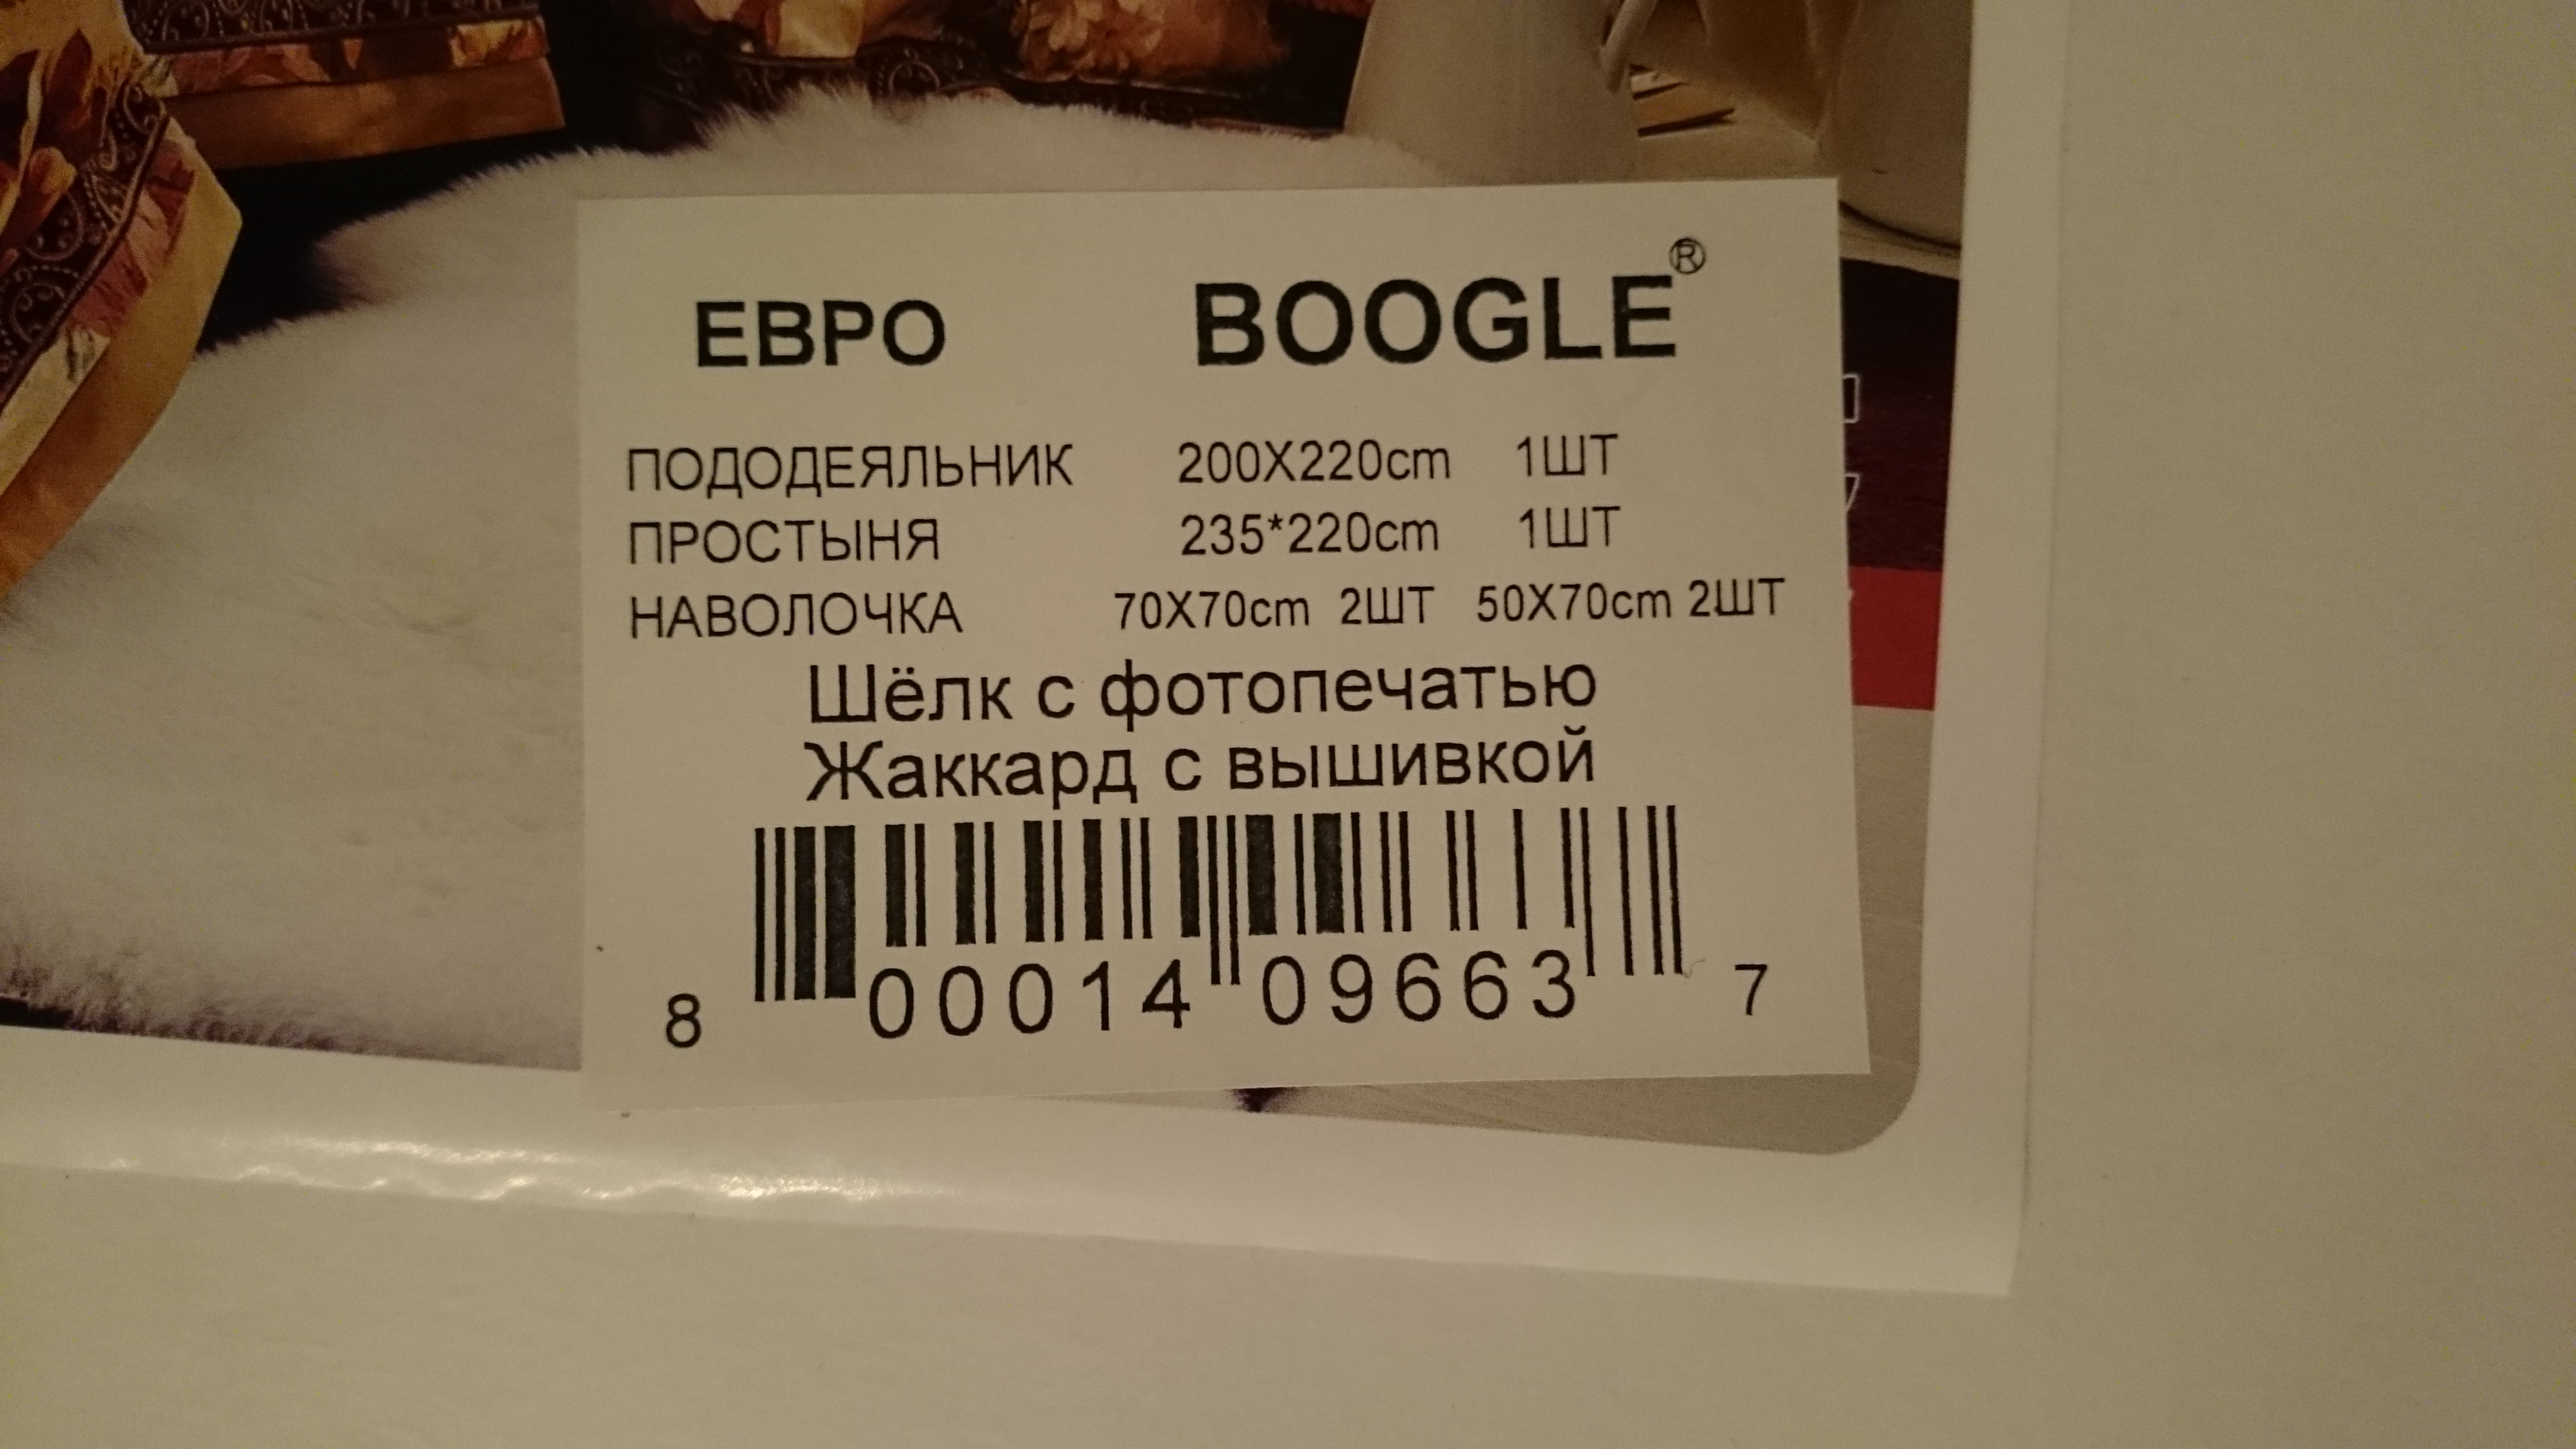 ЕВРО BOOGLE®
ПОДОДЕЯЛЬНИК 200X220cm 1ШТ
ПРОСТЫНЯ 235*220cm 1ШТ
НАВОЛОЧКА 70X70cm 2ШТ 50X70cm 2ШТ
Шёлк с фотопечатью
Жаккард с вышивкой
8 00014 09663 7